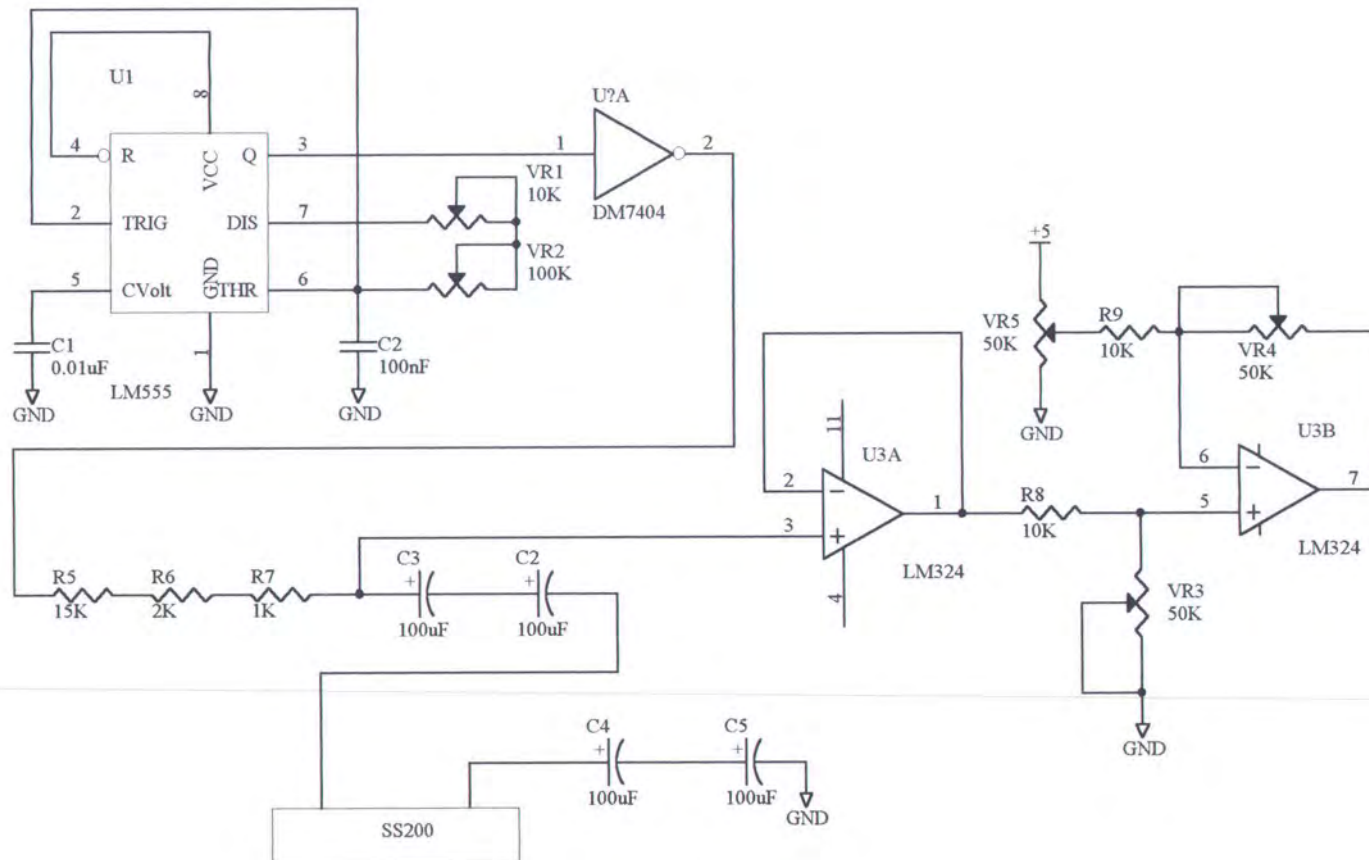 U1
8
4
R
VCC
Q
3
2
TRIG
DIS
7
5
CVolt
GND
THR
6
1
LM555
C1
0.01uF
GND
GND
C2
100nF
GND
VR1
10K
VR2
100K
U?A
1
2
DM7404
+5
VR5
50K
GND
R9
10K
VR4
50K
U3B
6
5
7
LM324
11
U3A
2
3
1
4
LM324
R8
10K
VR3
50K
GND
R5
15K
R6
2K
R7
1K
C3
+
100uF
C2
+
100uF
C4
+
100uF
C5
+
100uF
GND
SS200